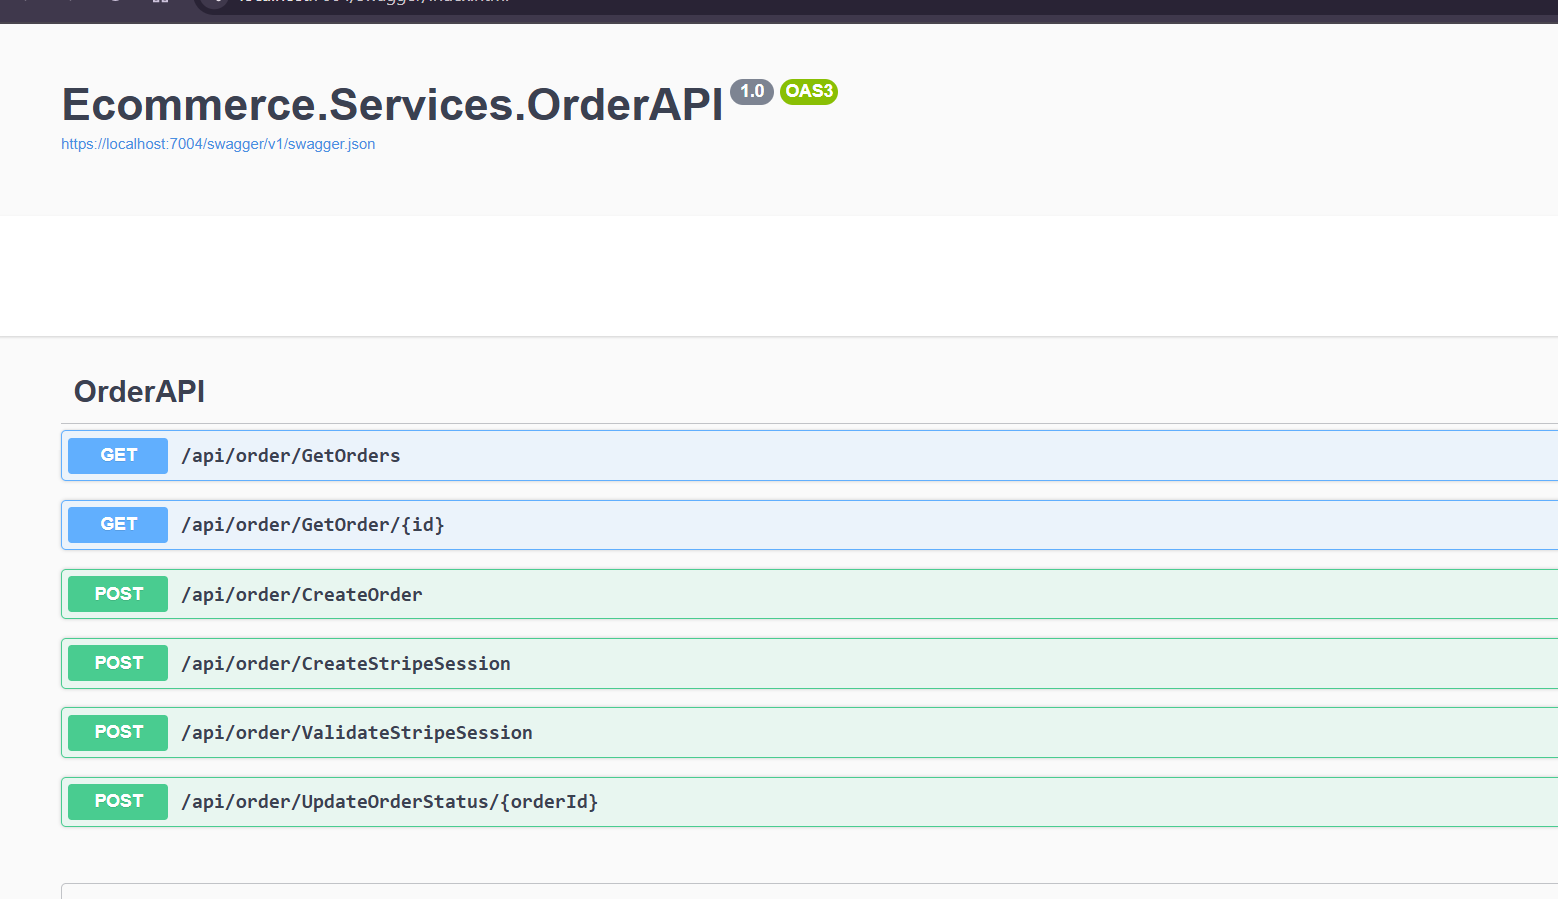 Ecommerce.Services.OrderAPI 1.0 OAS3
https://localhost:7004/swagger/v1/swagger.json
OrderAPI
GET /api/order/GetOrders
GET /api/order/GetOrder/{id}
POST /api/order/CreateOrder
POST /api/order/CreateStripeSession
POST /api/order/ValidateStripeSession
POST /api/order/UpdateOrderStatus/{orderId}